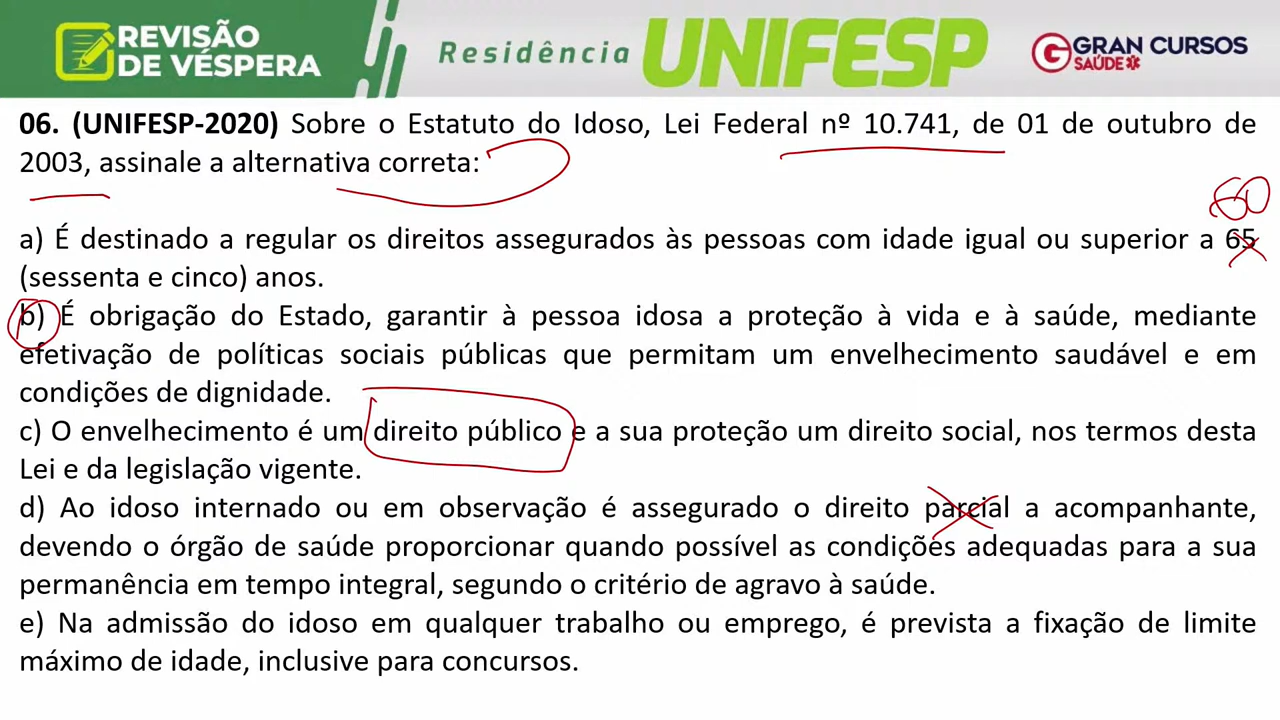 REVISÃO
DE VÉSPERA
Residência
UNIFESP
GRAN CURSOS
SAÚDE
06. (UNIFESP-2020) Sobre o Estatuto do Idoso, Lei Federal nº 10.741, de 01 de outubro de
2003, assinale a alternativa correta:
60
a) É destinado a regular os direitos assegurados às pessoas com idade igual ou superior a 65
(sessenta e cinco) anos.
b) É obrigação do Estado, garantir à pessoa idosa a proteção à vida e à saúde, mediante
efetivação de políticas sociais públicas que permitam um envelhecimento saudável e em
condições de dignidade.
c) O envelhecimento é um direito público e a sua proteção um direito social, nos termos desta
Lei e da legislação vigente.
d) Ao idoso internado ou em observação é assegurado o direito parcial a acompanhante,
devendo o órgão de saúde proporcionar quando possível as condições adequadas para a sua
permanência em tempo integral, segundo o critério de agravo à saúde.
e) Na admissão do idoso em qualquer trabalho ou emprego, é prevista a fixação de limite
máximo de idade, inclusive para concursos.